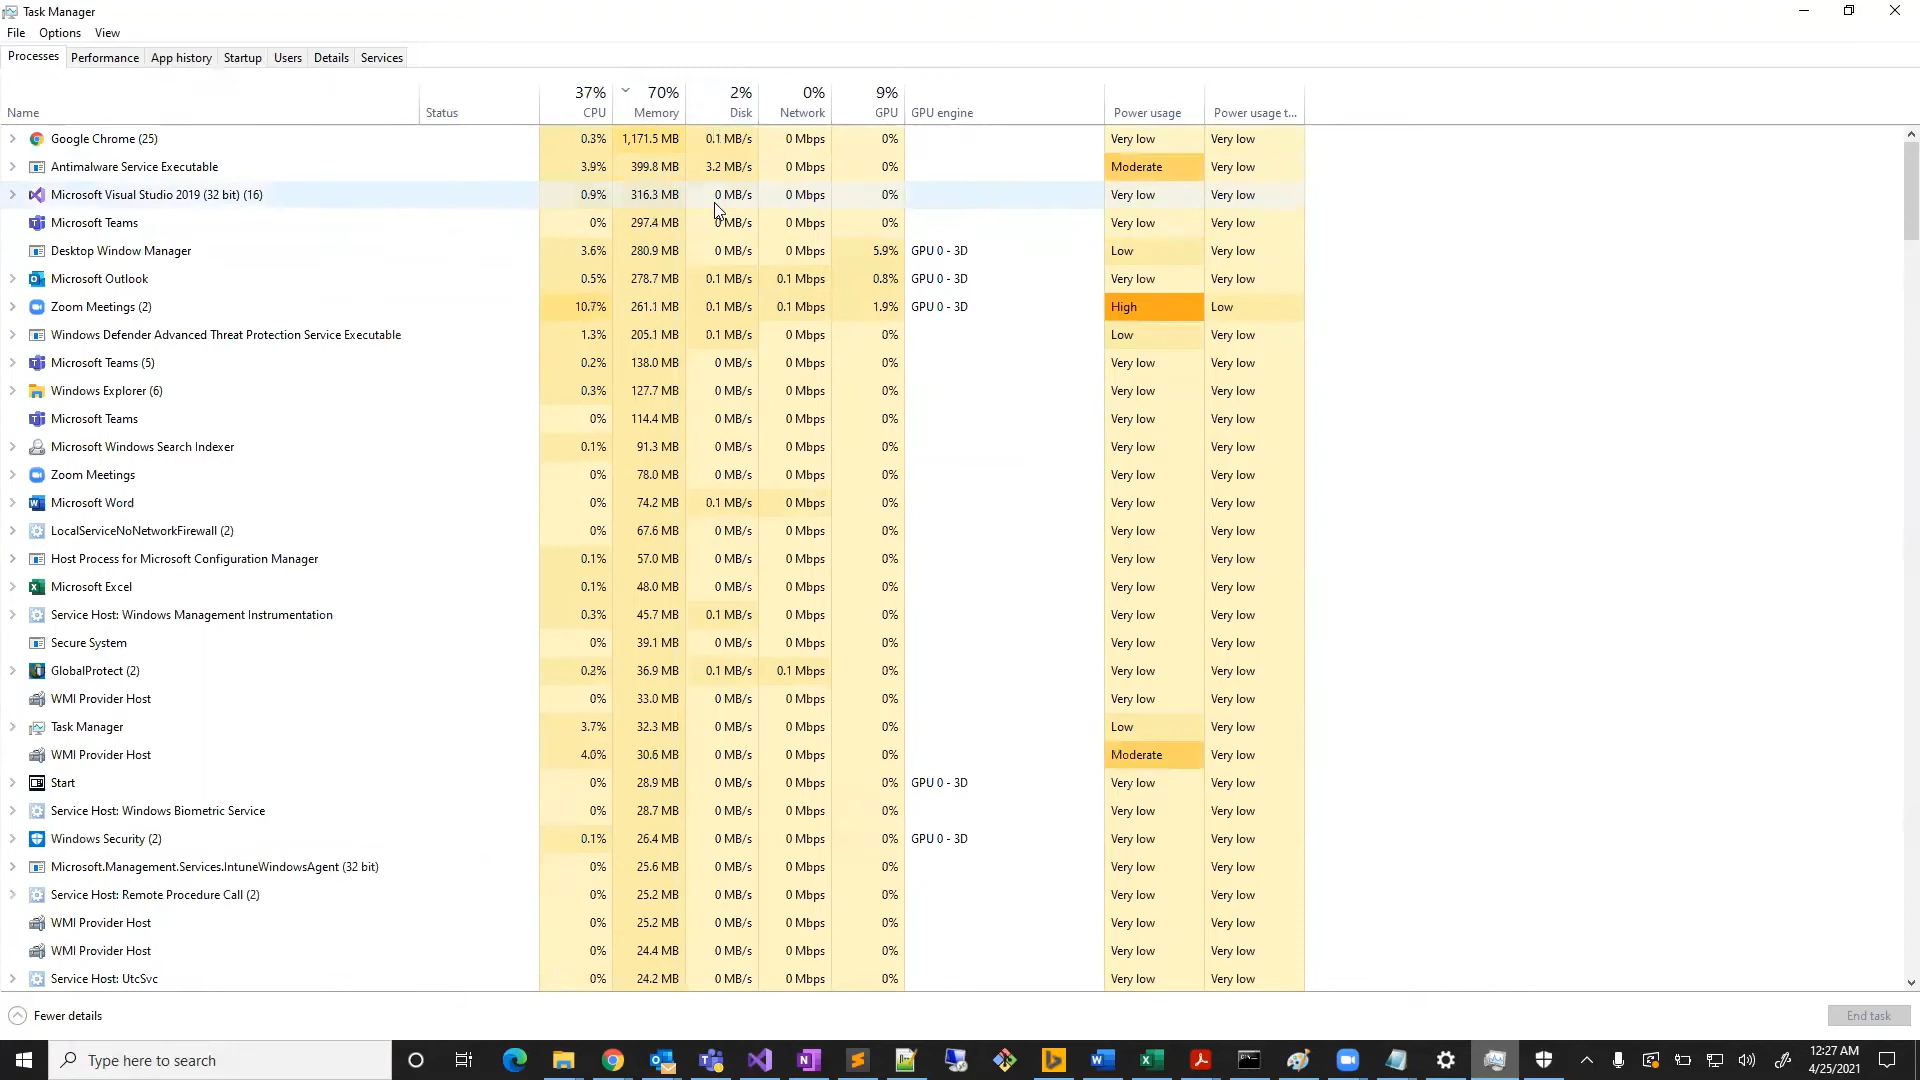 Task Manager
File Options View
Processes Performance App history Startup Users Details Services
37% 70% 2% 0% 9%
Name Status CPU Memory Disk Network GPU GPU engine Power usage Power usage t...
Google Chrome (25) 0.3% 1,171.5 MB 0.1 MB/s 0 Mbps 0% Very low Very low
Antimalware Service Executable 3.9% 399.8 MB 3.2 MB/s 0 Mbps 0% Moderate Very low
Microsoft Visual Studio 2019 (32 bit) (16) 0.9% 316.3 MB 0 MB/s 0 Mbps 0% Very low Very low
Microsoft Teams 0% 297.4 MB 0 MB/s 0 Mbps 0% Very low Very low
Desktop Window Manager 3.6% 280.9 MB 0 MB/s 0 Mbps 5.9% GPU 0 - 3D Low Very low
Microsoft Outlook 0.5% 278.7 MB 0.1 MB/s 0.1 Mbps 0.8% GPU 0 - 3D Very low Very low
Zoom Meetings (2) 10.7% 261.1 MB 0.1 MB/s 0.1 Mbps 1.9% GPU 0 - 3D High Low
Windows Defender Advanced Threat Protection Service Executable 1.3% 205.1 MB 0.1 MB/s 0 Mbps 0% Low Very low
Microsoft Teams (5) 0.2% 138.0 MB 0 MB/s 0 Mbps 0% Very low Very low
Windows Explorer (6) 0.3% 127.7 MB 0 MB/s 0 Mbps 0% Very low Very low
Microsoft Teams 0% 114.4 MB 0 MB/s 0 Mbps 0% Very low Very low
Microsoft Windows Search Indexer 0.1% 91.3 MB 0 MB/s 0 Mbps 0% Very low Very low
Zoom Meetings 0% 78.0 MB 0 MB/s 0 Mbps 0% Very low Very low
Microsoft Word 0% 74.2 MB 0.1 MB/s 0 Mbps 0% Very low Very low
LocalServiceNoNetworkFirewall (2) 0% 67.6 MB 0 MB/s 0 Mbps 0% Very low Very low
Host Process for Microsoft Configuration Manager 0.1% 57.0 MB 0 MB/s 0 Mbps 0% Very low Very low
Microsoft Excel 0.1% 48.0 MB 0 MB/s 0 Mbps 0% Very low Very low
Service Host: Windows Management Instrumentation 0.3% 45.7 MB 0.1 MB/s 0 Mbps 0% Very low Very low
Secure System 0% 39.1 MB 0 MB/s 0 Mbps 0% Very low Very low
GlobalProtect (2) 0.2% 36.9 MB 0.1 MB/s 0.1 Mbps 0% Very low Very low
WMI Provider Host 0% 33.0 MB 0 MB/s 0 Mbps 0% Very low Very low
Task Manager 3.7% 32.3 MB 0 MB/s 0 Mbps 0% Low Very low
WMI Provider Host 4.0% 30.6 MB 0 MB/s 0 Mbps 0% Moderate Very low
Start 0% 28.9 MB 0 MB/s 0 Mbps 0% GPU 0 - 3D Very low Very low
Service Host: Windows Biometric Service 0% 28.7 MB 0 MB/s 0 Mbps 0% Very low Very low
Windows Security (2) 0.1% 26.4 MB 0 MB/s 0 Mbps 0% GPU 0 - 3D Very low Very low
Microsoft.Management.Services.IntuneWindowsAgent (32 bit) 0% 25.6 MB 0 MB/s 0 Mbps 0% Very low Very low
Service Host: Remote Procedure Call (2) 0% 25.2 MB 0 MB/s 0 Mbps 0% Very low Very low
WMI Provider Host 0% 25.2 MB 0 MB/s 0 Mbps 0% Very low Very low
WMI Provider Host 0% 24.4 MB 0 MB/s 0 Mbps 0% Very low Very low
Service Host: UtcSvc 0% 24.2 MB 0 MB/s 0 Mbps 0% Very low Very low
Fewer details End task
Type here to search 12:27 AM
4/25/2021